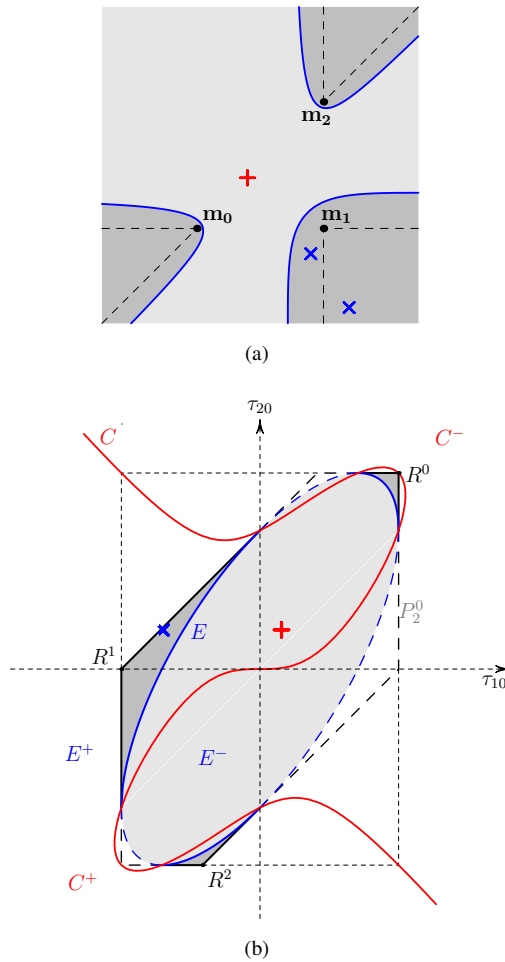 m₂
m₀
m₁
(a)
τ₂₀
C˙
C⁻
R⁰
P₂⁰
E
R¹
τ₁₀
E⁺
E⁻
C⁺
R²
(b)